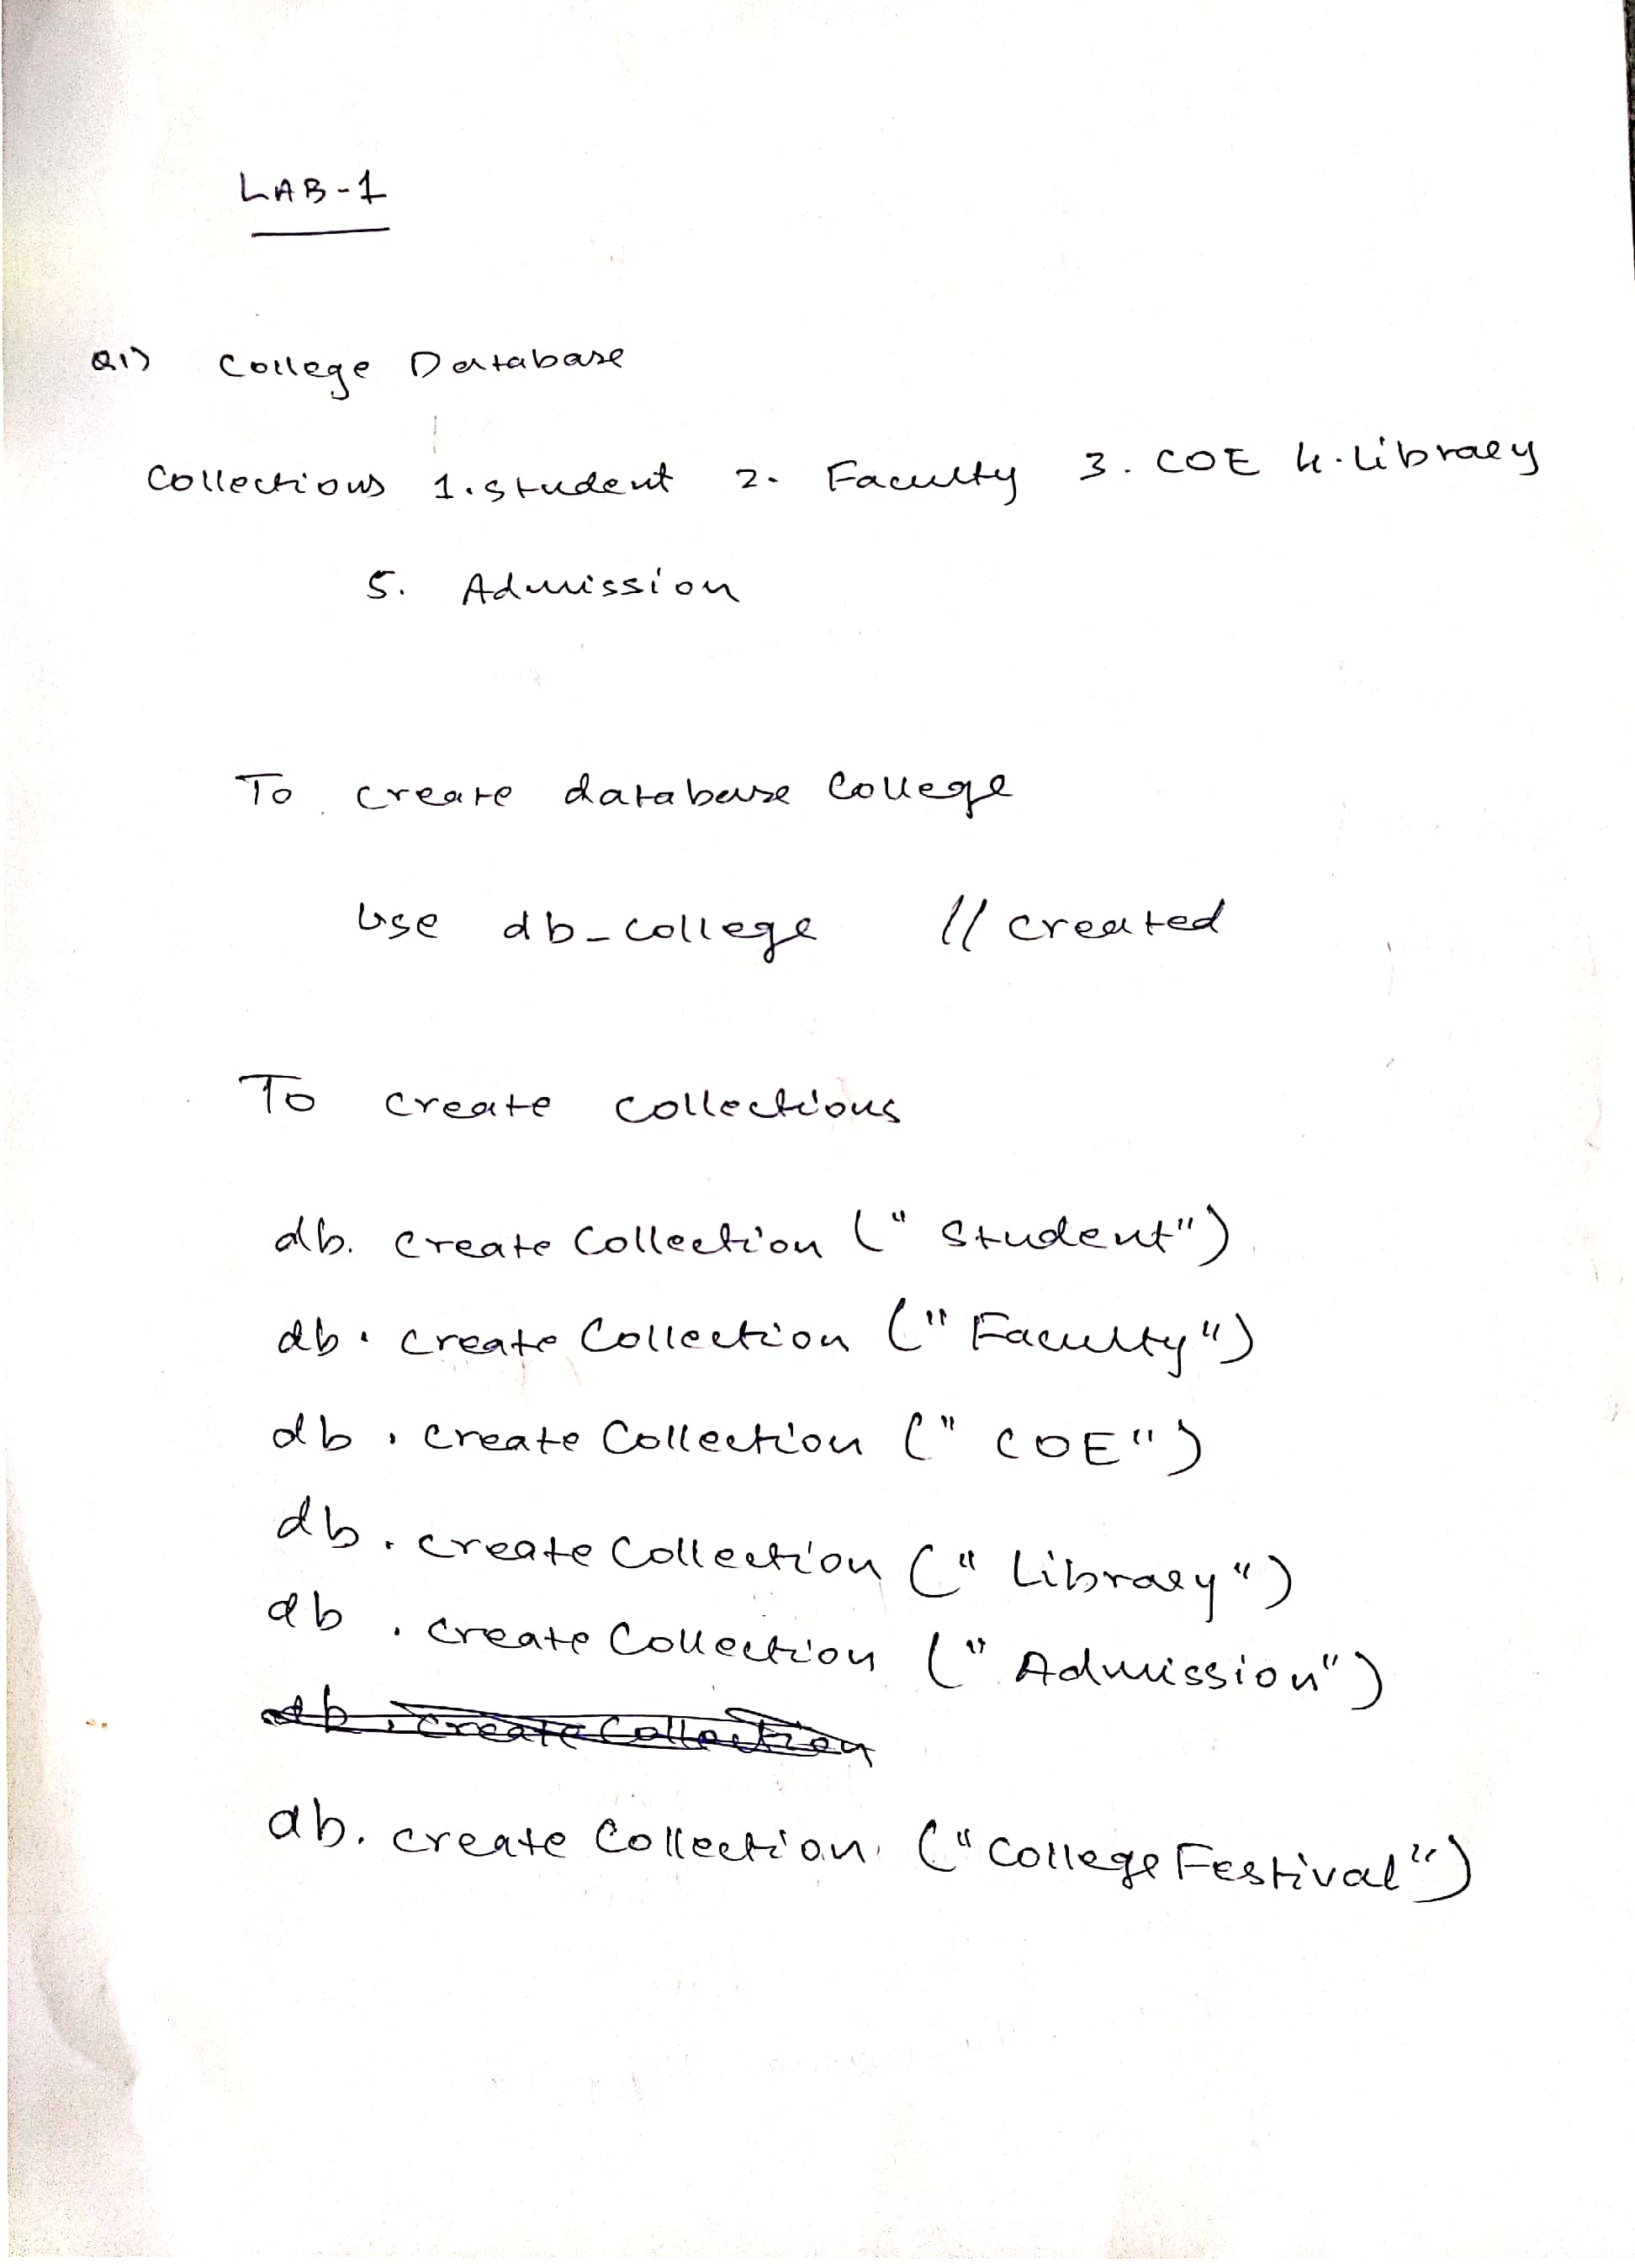 LAB-1
Q1) College Database
Collections 1. Student 2. Faculty 3. COE 4. Library
5. Admission
To create database College
Use db_college // created
To create collections
db. create Collection (" Student")
db. create Collection (" Faculty")
db. create Collection (" COE")
db. create Collection (" Library")
db. create Collection (" Admission")
db. create Collection
db. create Collection ("College Festival")